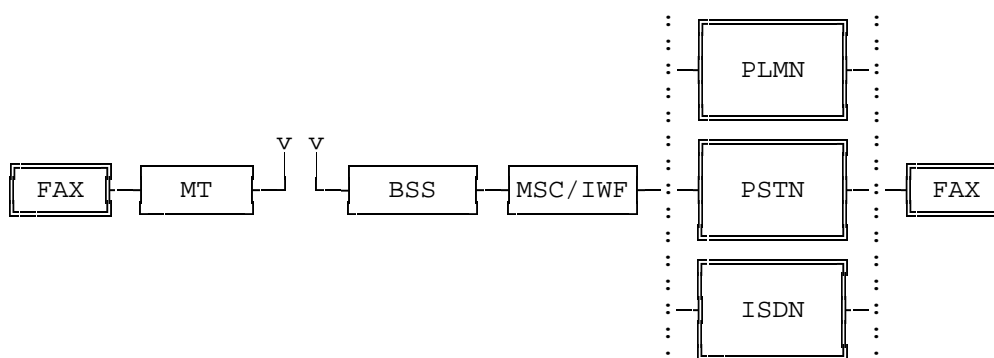 PLMN
v v
FAX MT BSS MSC/IWF PSTN FAX
ISDN